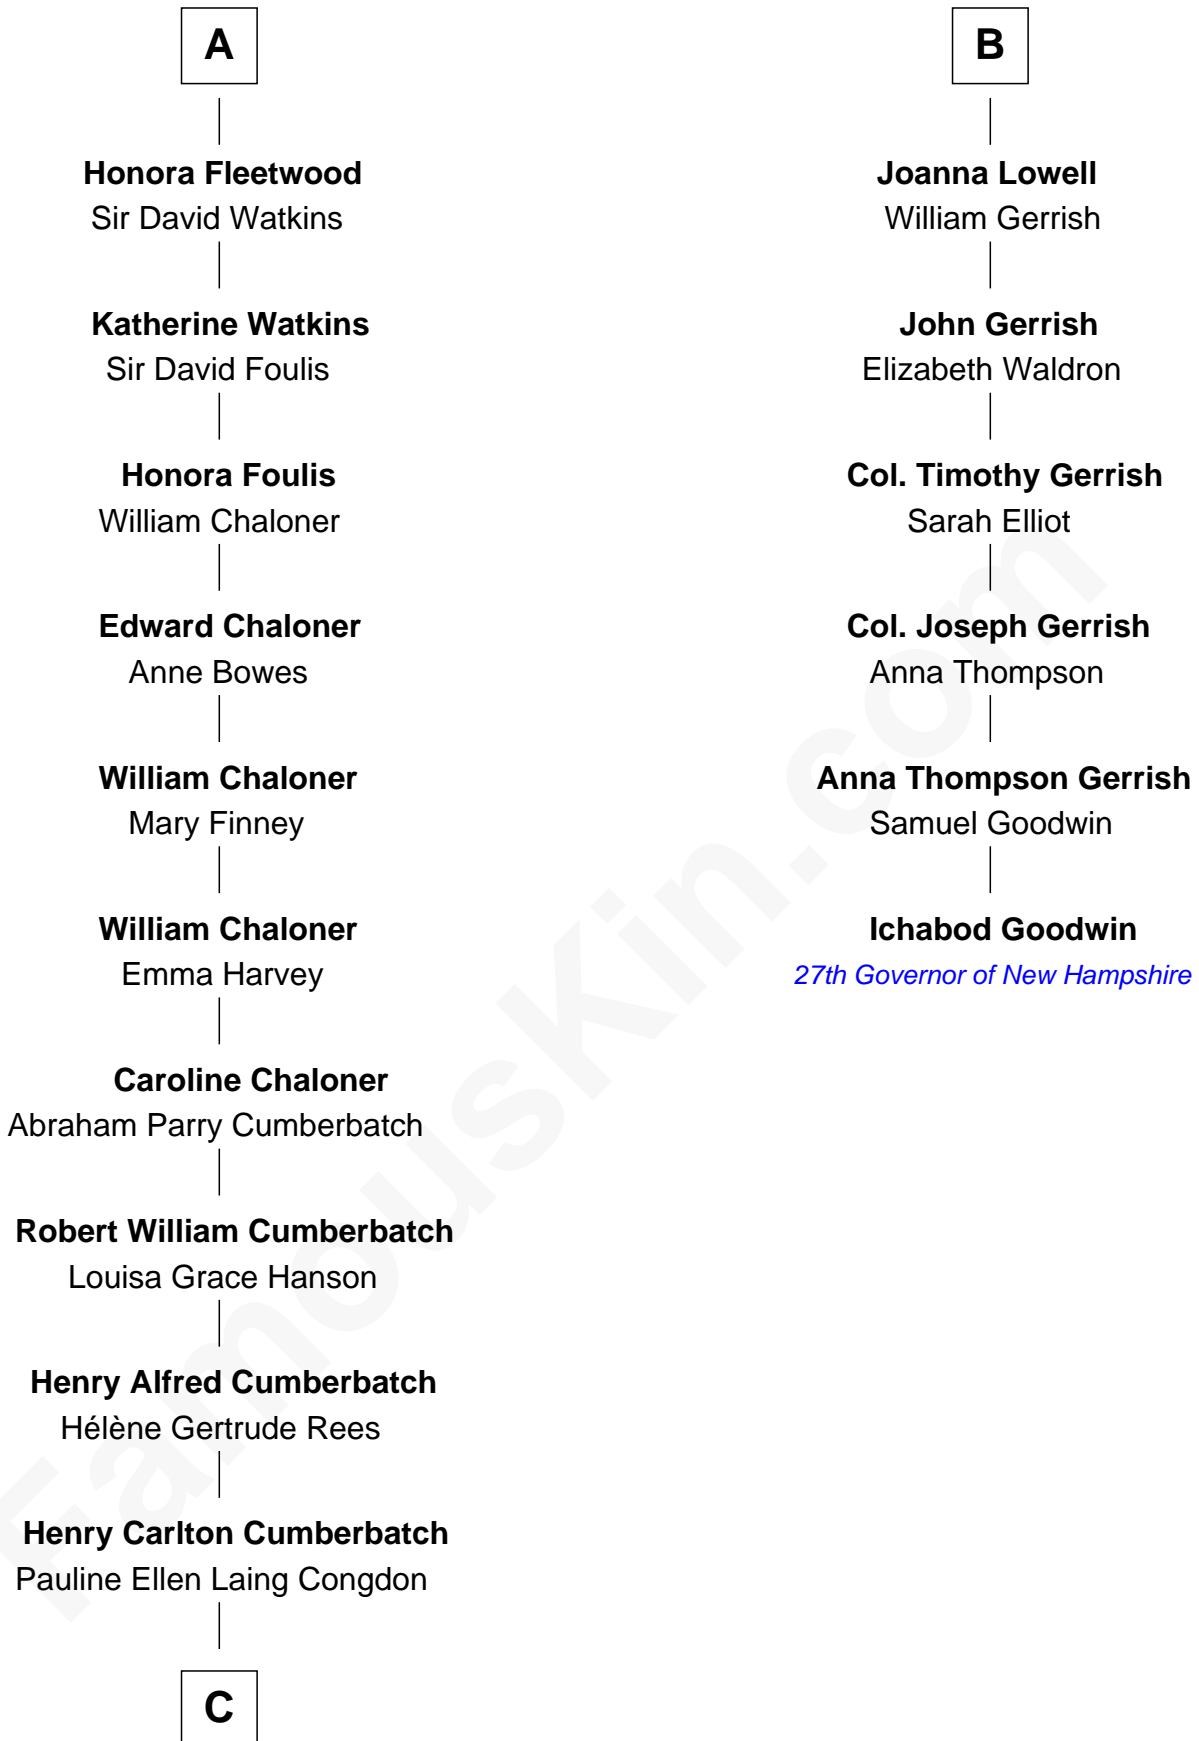 A
Honora Fleetwood
Sir David Watkins
Katherine Watkins
Sir David Foulis
Honora Foulis
William Chaloner
Edward Chaloner
Anne Bowes
William Chaloner
Mary Finney
William Chaloner
Emma Harvey
Caroline Chaloner
Abraham Parry Cumberbatch
Robert William Cumberbatch
Louisa Grace Hanson
Henry Alfred Cumberbatch
Hélène Gertrude Rees
Henry Carlton Cumberbatch
Pauline Ellen Laing Congdon
C
B
Joanna Lowell
William Gerrish
John Gerrish
Elizabeth Waldron
Col. Timothy Gerrish
Sarah Elliot
Col. Joseph Gerrish
Anna Thompson
Anna Thompson Gerrish
Samuel Goodwin
Ichabod Goodwin
27th Governor of New Hampshire
FamousKin.com